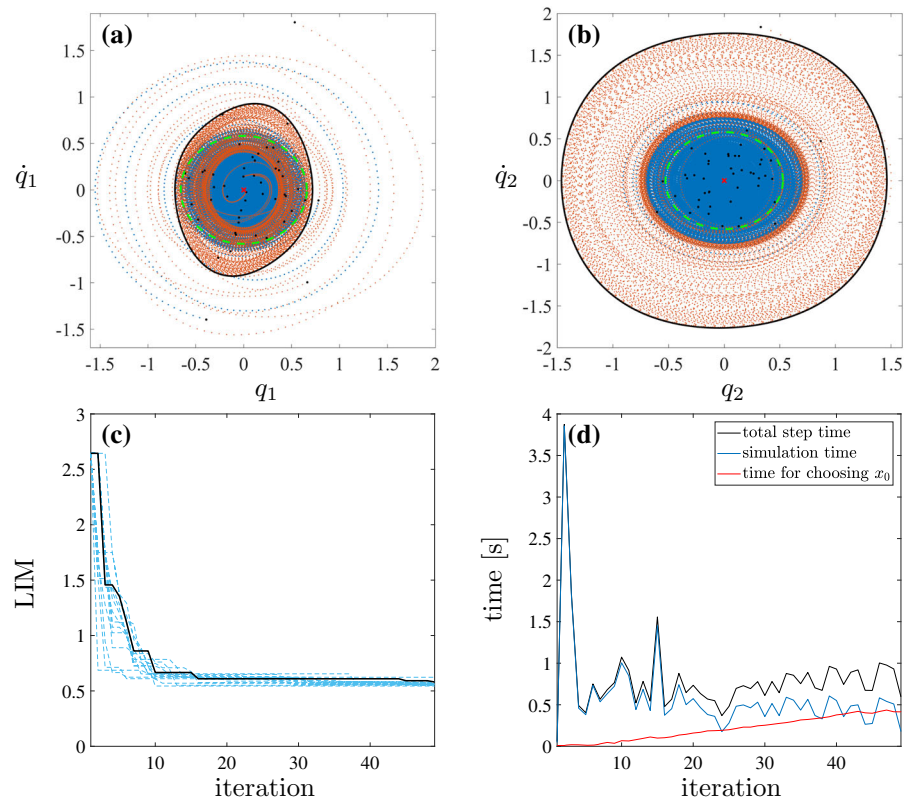 (a)
1.5
1
0.5
0
-0.5
-1
-1.5
-1.5 -1 -0.5 0 0.5 1 1.5 2
q̇₁
q₁
(b)
2
1.5
1
0.5
0
-0.5
-1
-1.5
-2
-1.5 -1 -0.5 0 0.5 1 1.5
q̇₂
q₂
(c)
3
2.5
2
1.5
1
0.5
0
10 20 30 40
LIM
iteration
(d)
total step time
simulation time
time for choosing x₀
4
3.5
3
2.5
2
1.5
1
0.5
0
10 20 30 40
time [s]
iteration